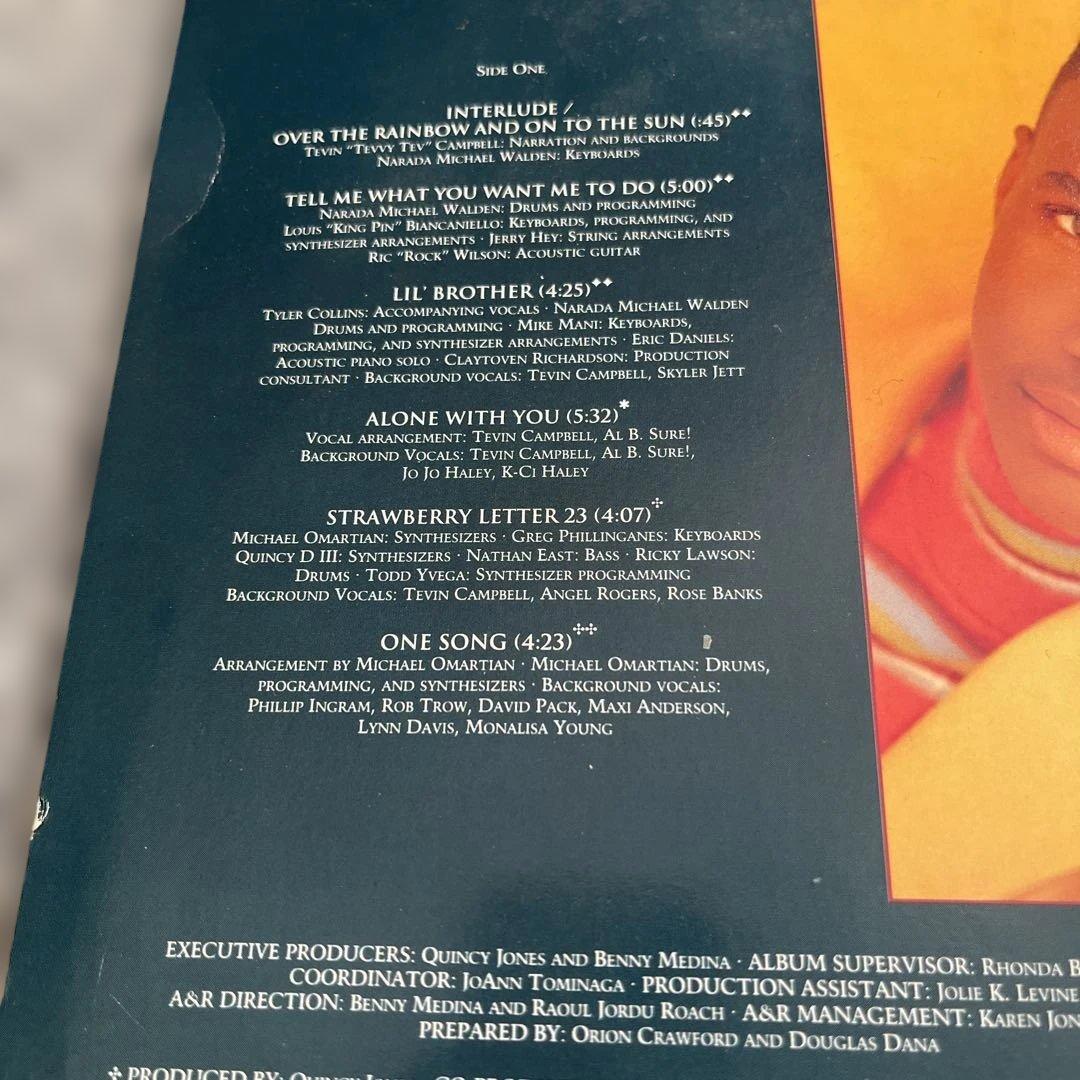 SIDE ONE
INTERLUDE /
OVER THE RAINBOW AND ON TO THE SUN (:45)✦✦
TEVIN "TEVVY TEV" CAMPBELL: NARRATION AND BACKGROUNDS
NARADA MICHAEL WALDEN: KEYBOARDS
TELL ME WHAT YOU WANT ME TO DO (5:00)✦✦
NARADA MICHAEL WALDEN: DRUMS AND PROGRAMMING
LOUIS "KING PIN" BIANCANIELLO: KEYBOARDS, PROGRAMMING, AND
SYNTHESIZER ARRANGEMENTS · JERRY HEY: STRING ARRANGEMENTS
RIC "ROCK" WILSON: ACOUSTIC GUITAR
LIL' BROTHER (4:25)✦✦
TYLER COLLINS: ACCOMPANYING VOCALS · NARADA MICHAEL WALDEN
DRUMS AND PROGRAMMING · MIKE MANI: KEYBOARDS,
PROGRAMMING, AND SYNTHESIZER ARRANGEMENTS · ERIC DANIELS:
ACOUSTIC PIANO SOLO · CLAYTOVEN RICHARDSON: PRODUCTION
CONSULTANT · BACKGROUND VOCALS: TEVIN CAMPBELL, SKYLER JETT
ALONE WITH YOU (5:32)*
VOCAL ARRANGEMENT: TEVIN CAMPBELL, AL B. SURE!
BACKGROUND VOCALS: TEVIN CAMPBELL, AL B. SURE!,
JO JO HALEY, K-CI HALEY
STRAWBERRY LETTER 23 (4:07)✣
MICHAEL OMARTIAN: SYNTHESIZERS · GREG PHILLINGANES: KEYBOARDS
QUINCY D III: SYNTHESIZERS · NATHAN EAST: BASS · RICKY LAWSON:
DRUMS · TODD YVEGA: SYNTHESIZER PROGRAMMING
BACKGROUND VOCALS: TEVIN CAMPBELL, ANGEL ROGERS, ROSE BANKS
ONE SONG (4:23)✣✣
ARRANGEMENT BY MICHAEL OMARTIAN · MICHAEL OMARTIAN: DRUMS,
PROGRAMMING, AND SYNTHESIZERS · BACKGROUND VOCALS:
PHILLIP INGRAM, ROB TROW, DAVID PACK, MAXI ANDERSON,
LYNN DAVIS, MONALISA YOUNG
EXECUTIVE PRODUCERS: QUINCY JONES AND BENNY MEDINA · ALBUM SUPERVISOR: RHONDA B
COORDINATOR: JOANN TOMINAGA · PRODUCTION ASSISTANT: JOLIE K. LEVINE
A&R DIRECTION: BENNY MEDINA AND RAOUL JORDU ROACH · A&R MANAGEMENT: KAREN JON
PREPARED BY: ORION CRAWFORD AND DOUGLAS DANA
✣ PRODUCED BY: QUINCY